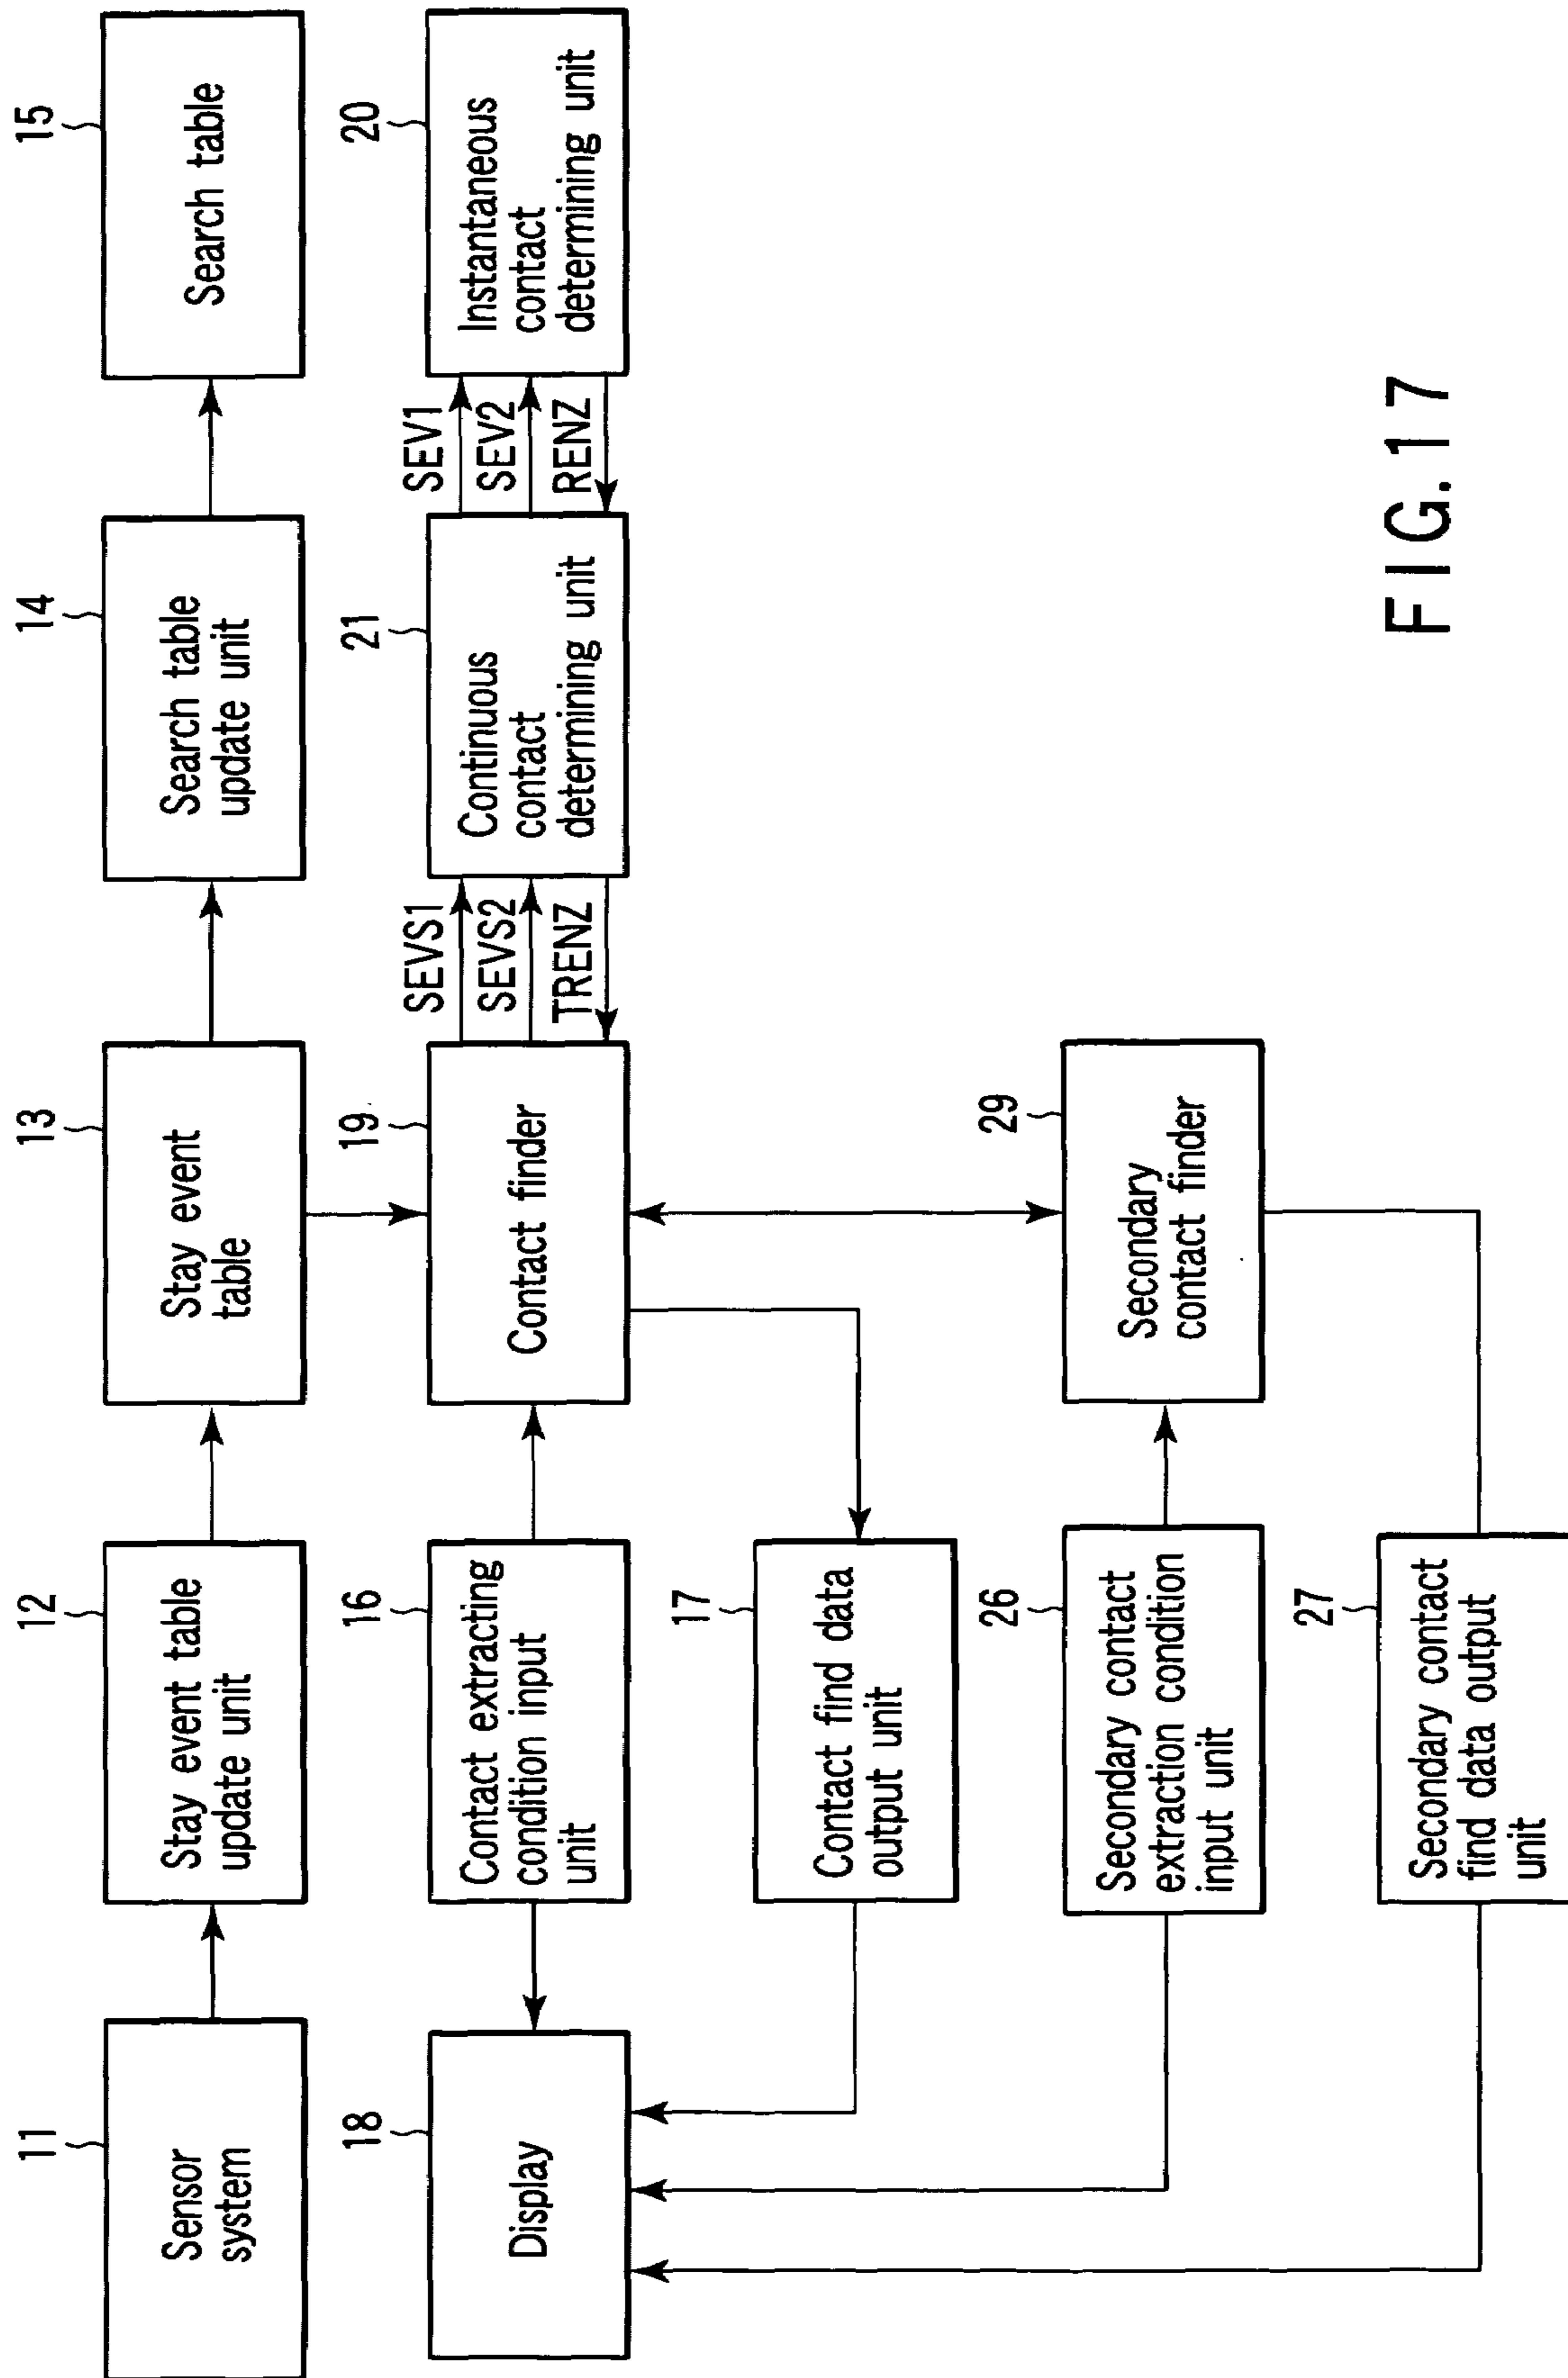 11
Sensor
system
12
Stay event table
update unit
13
Stay event
table
14
Search table
update unit
15
Search table
18
Display
16
Contact extracting
condition input
unit
19
Contact finder
SEVS1
SEVS2
TRENZ
21
Continuous
contact
determining unit
SEV1
SEV2
RENZ
20
Instantaneous
contact
determining unit
17
Contact find data
output unit
26
Secondary contact
extraction condition
input unit
29
Secondary
contact finder
27
Secondary contact
find data output
unit
FIG.17